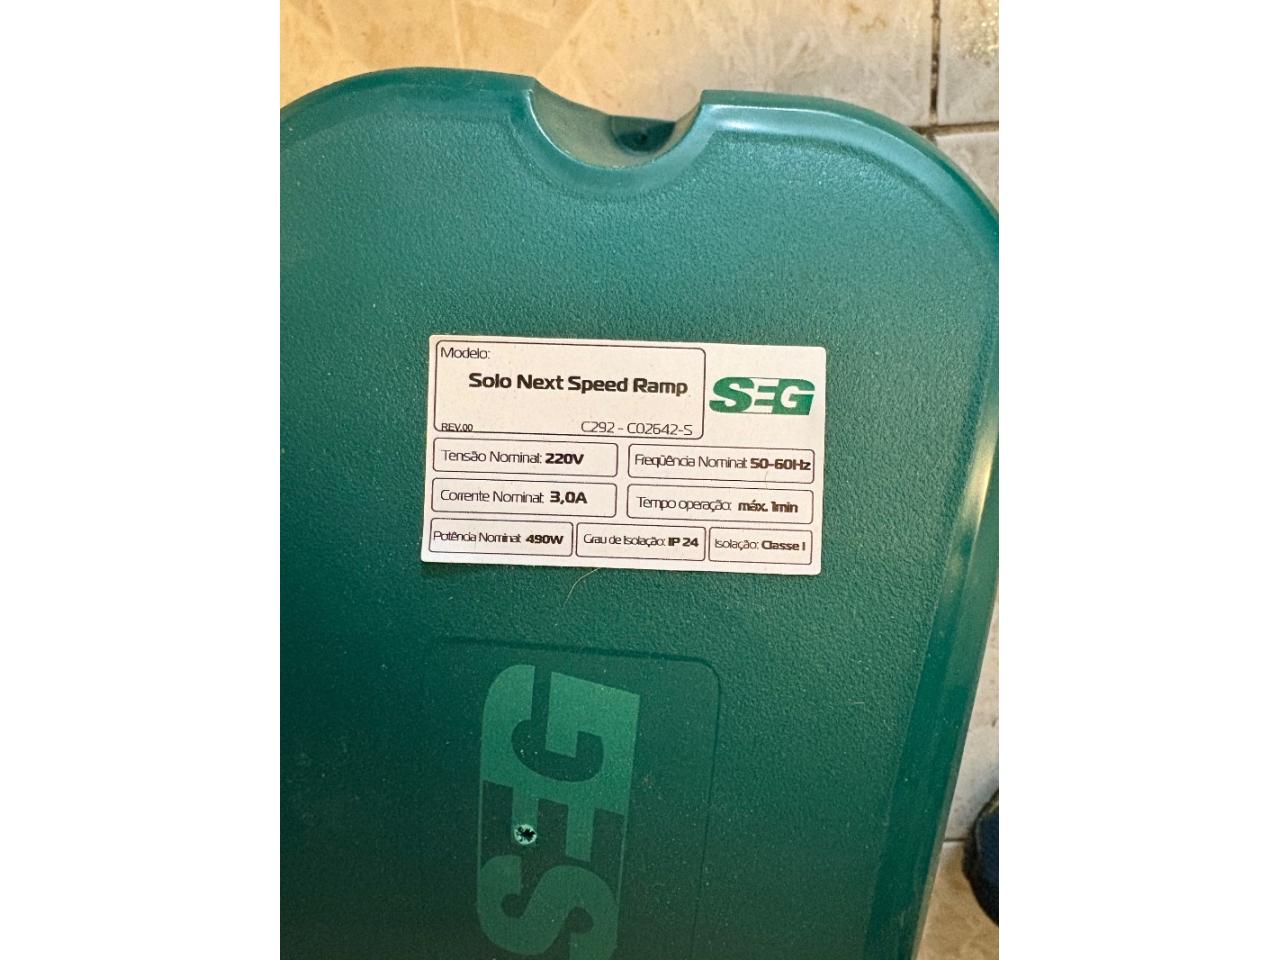 Modelo:
Solo Next Speed Ramp
SEG
REV.00 C292 - C02642-S
Tensão Nominal: 220V
Freqüência Nominal: 50-60Hz
Corrente Nominal: 3,0A
Tempo operação: máx. 1min
Potência Nominal: 490W
Grau de Isolação: IP 24
Isolação: Classe I
SEG